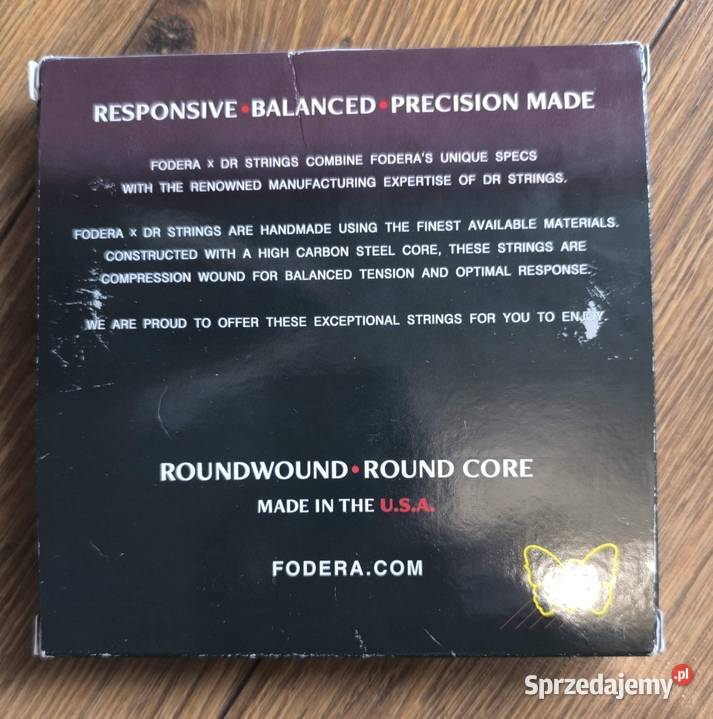 RESPONSIVE • BALANCED • PRECISION MADE
FODERA x DR STRINGS COMBINE FODERA'S UNIQUE SPECS
WITH THE RENOWNED MANUFACTURING EXPERTISE OF DR STRINGS.
FODERA x DR STRINGS ARE HANDMADE USING THE FINEST AVAILABLE MATERIALS.
CONSTRUCTED WITH A HIGH CARBON STEEL CORE, THESE STRINGS ARE
COMPRESSION WOUND FOR BALANCED TENSION AND OPTIMAL RESPONSE.
WE ARE PROUD TO OFFER THESE EXCEPTIONAL STRINGS FOR YOU TO ENJOY.
ROUNDWOUND • ROUND CORE
MADE IN THE U.S.A.
FODERA.COM
Sprzedajemy.pl